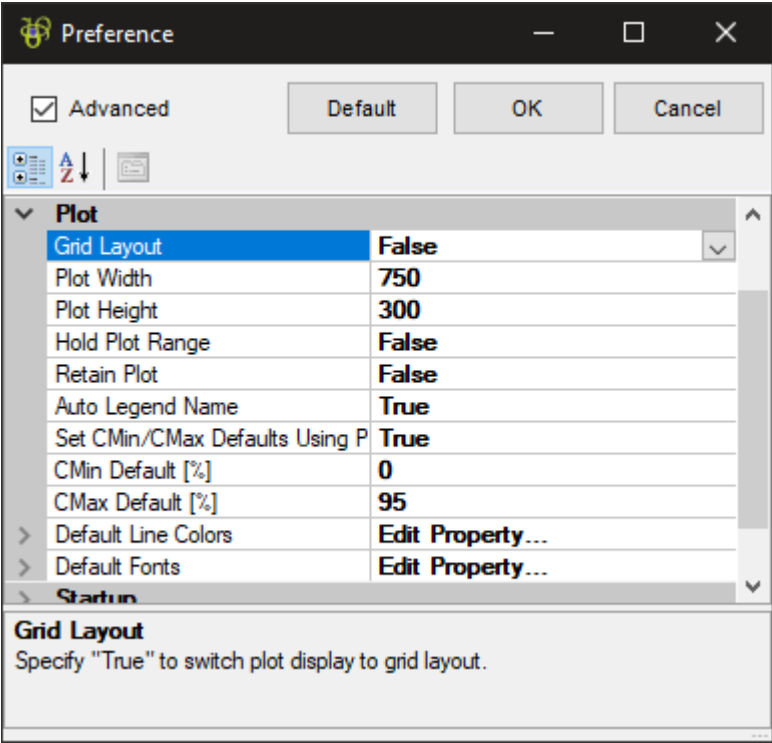 Preference
Advanced Default OK Cancel
A
Z
Plot
Grid Layout False
Plot Width 750
Plot Height 300
Hold Plot Range False
Retain Plot False
Auto Legend Name True
Set CMin/CMax Defaults Using P True
CMin Default [%] 0
CMax Default [%] 95
Default Line Colors Edit Property...
Default Fonts Edit Property...
Startup
Grid Layout
Specify "True" to switch plot display to grid layout.